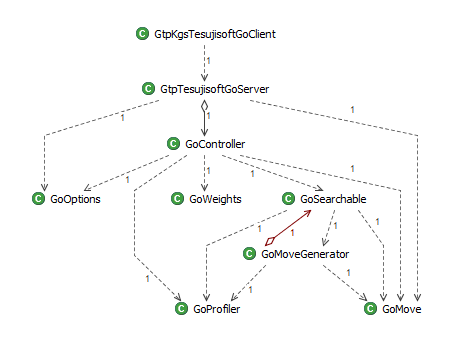 C GtpKgsTesujisoftGoClient
1
C GtpTesujisoftGoServer
1 1 1
C GoController
1 1 1
C GoOptions C GoWeights C GoSearchable
1 1 1 1
C GoMoveGenerator
1 1 1
C GoProfiler C GoMove